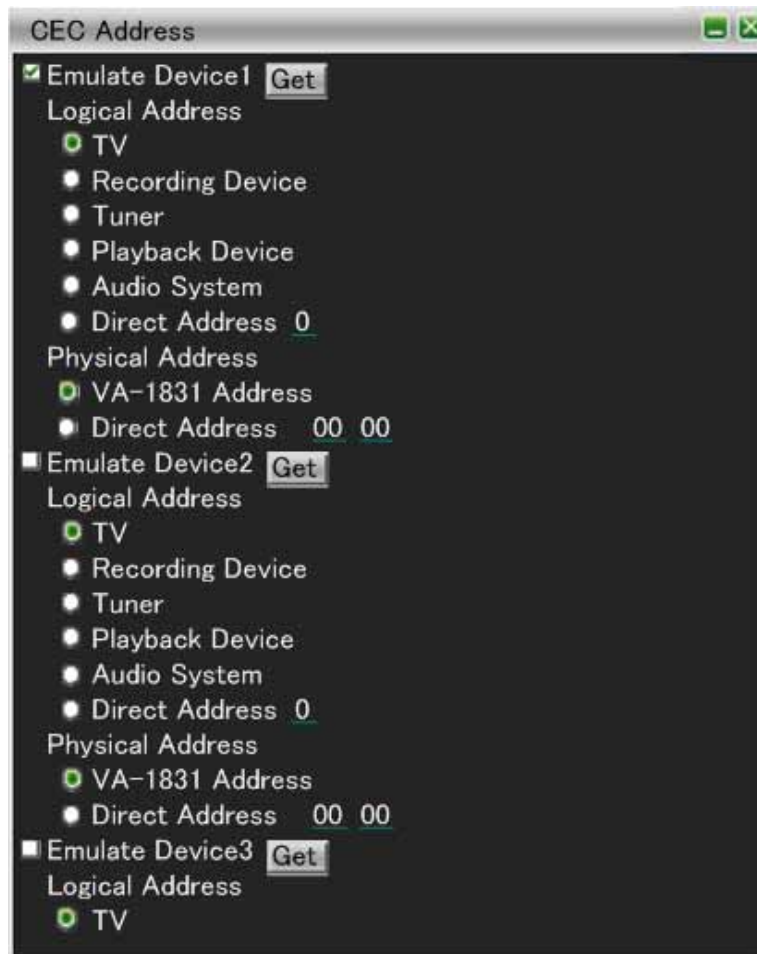 CEC Address
Emulate Device1 Get
Logical Address
TV
Recording Device
Tuner
Playback Device
Audio System
Direct Address 0
Physical Address
VA-1831 Address
Direct Address 00 00
Emulate Device2 Get
Logical Address
TV
Recording Device
Tuner
Playback Device
Audio System
Direct Address 0
Physical Address
VA-1831 Address
Direct Address 00 00
Emulate Device3 Get
Logical Address
TV